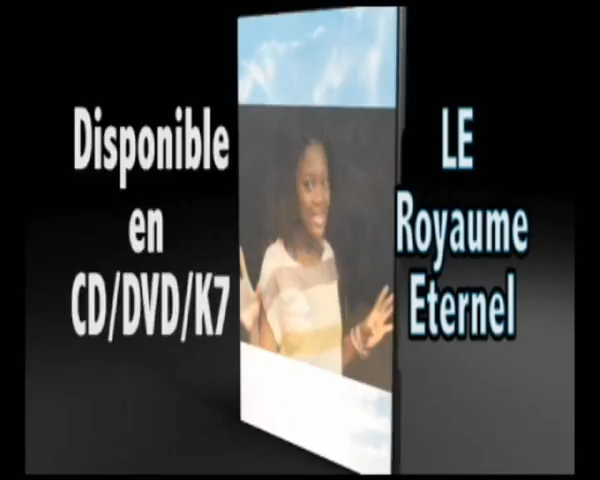 Disponible
en
CD/DVD/K7
LE
Royaume
Eternel